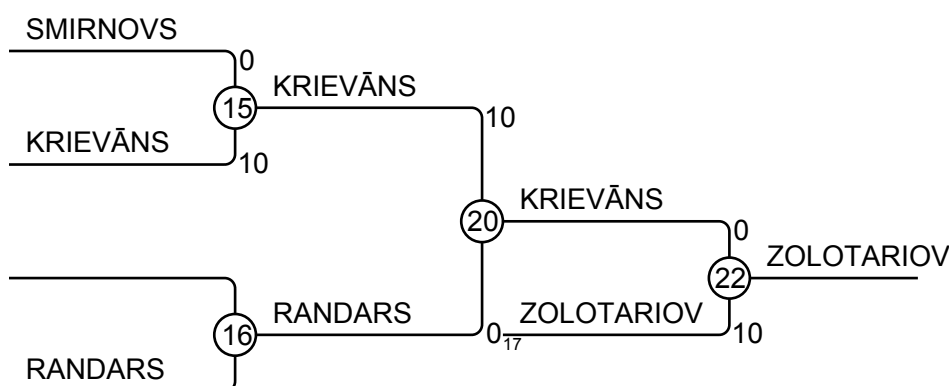 SMIRNOVS
0
15
KRIEVĀNS
KRIEVĀNS
10
10
20
KRIEVĀNS
0
22
ZOLOTARIOV
16
RANDARS
0
17
ZOLOTARIOV
10
RANDARS